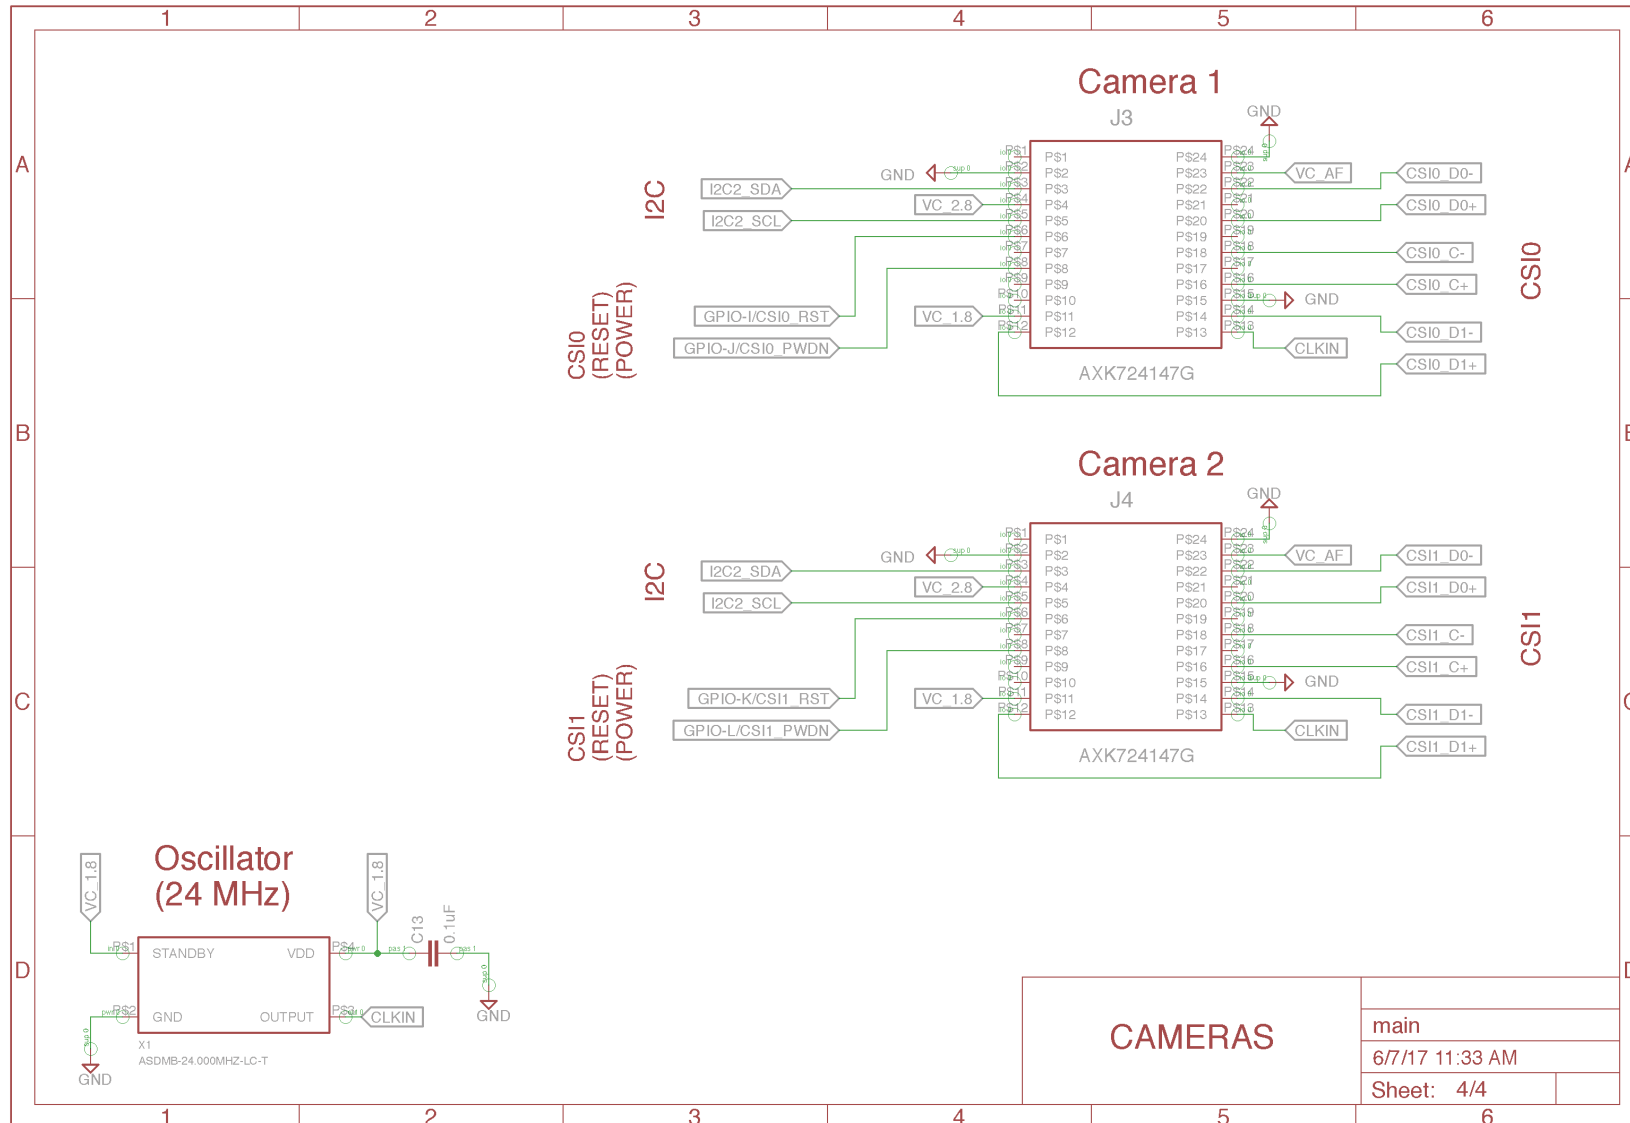 1 2 3 4 5 6
A
B
C
D
Camera 1
J3
GND
I2C
I2C2_SDA
I2C2_SCL
GND
VC_2.8
VC_1.8
CSI0
(RESET)
(POWER)
GPIO-I/CSI0_RST
GPIO-J/CSI0_PWDN
P$1 P$24
P$2 P$23
P$3 P$22
P$4 P$21
P$5 P$20
P$6 P$19
P$7 P$18
P$8 P$17
P$9 P$16
P$10 P$15
P$11 P$14
P$12 P$13
AXK724147G
VC_AF
GND
CLKIN
CSI0_D0-
CSI0_D0+
CSI0_C-
CSI0_C+
CSI0_D1-
CSI0_D1+
CSI0
Camera 2
J4
GND
I2C
I2C2_SDA
I2C2_SCL
GND
VC_2.8
VC_1.8
CSI1
(RESET)
(POWER)
GPIO-K/CSI1_RST
GPIO-L/CSI1_PWDN
P$1 P$24
P$2 P$23
P$3 P$22
P$4 P$21
P$5 P$20
P$6 P$19
P$7 P$18
P$8 P$17
P$9 P$16
P$10 P$15
P$11 P$14
P$12 P$13
AXK724147G
VC_AF
GND
CLKIN
CSI1_D0-
CSI1_D0+
CSI1_C-
CSI1_C+
CSI1_D1-
CSI1_D1+
CSI1
Oscillator
(24 MHz)
VC_1.8
VC_1.8
C13
0.1uF
STANDBY VDD
GND OUTPUT
CLKIN
GND
X1
ASDMB-24.000MHZ-LC-T
GND
CAMERAS
main
6/7/17 11:33 AM
Sheet: 4/4
1 2 3 4 5 6